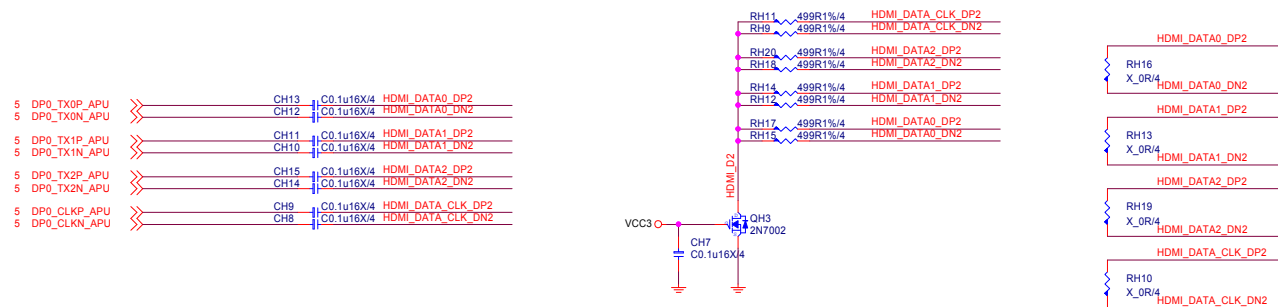 5 DP0_TX0P_APU CH13 C0.1u16X/4 HDMI_DATA0_DP2
5 DP0_TX0N_APU CH12 C0.1u16X/4 HDMI_DATA0_DN2
5 DP0_TX1P_APU CH11 C0.1u16X/4 HDMI_DATA1_DP2
5 DP0_TX1N_APU CH10 C0.1u16X/4 HDMI_DATA1_DN2
5 DP0_TX2P_APU CH15 C0.1u16X/4 HDMI_DATA2_DP2
5 DP0_TX2N_APU CH14 C0.1u16X/4 HDMI_DATA2_DN2
5 DP0_CLKP_APU CH9 C0.1u16X/4 HDMI_DATA_CLK_DP2
5 DP0_CLKN_APU CH8 C0.1u16X/4 HDMI_DATA_CLK_DN2
RH11 499R1%/4 HDMI_DATA_CLK_DP2
RH9 499R1%/4 HDMI_DATA_CLK_DN2
RH20 499R1%/4 HDMI_DATA2_DP2
RH18 499R1%/4 HDMI_DATA2_DN2
RH14 499R1%/4 HDMI_DATA1_DP2
RH12 499R1%/4 HDMI_DATA1_DN2
RH17 499R1%/4 HDMI_DATA0_DP2
RH15 499R1%/4 HDMI_DATA0_DN2
HDMI_D2
VCC3
QH3
2N7002
CH7
C0.1u16X/4
HDMI_DATA0_DP2
RH16
X_0R/4
HDMI_DATA0_DN2
HDMI_DATA1_DP2
RH13
X_0R/4
HDMI_DATA1_DN2
HDMI_DATA2_DP2
RH19
X_0R/4
HDMI_DATA2_DN2
HDMI_DATA_CLK_DP2
RH10
X_0R/4
HDMI_DATA_CLK_DN2